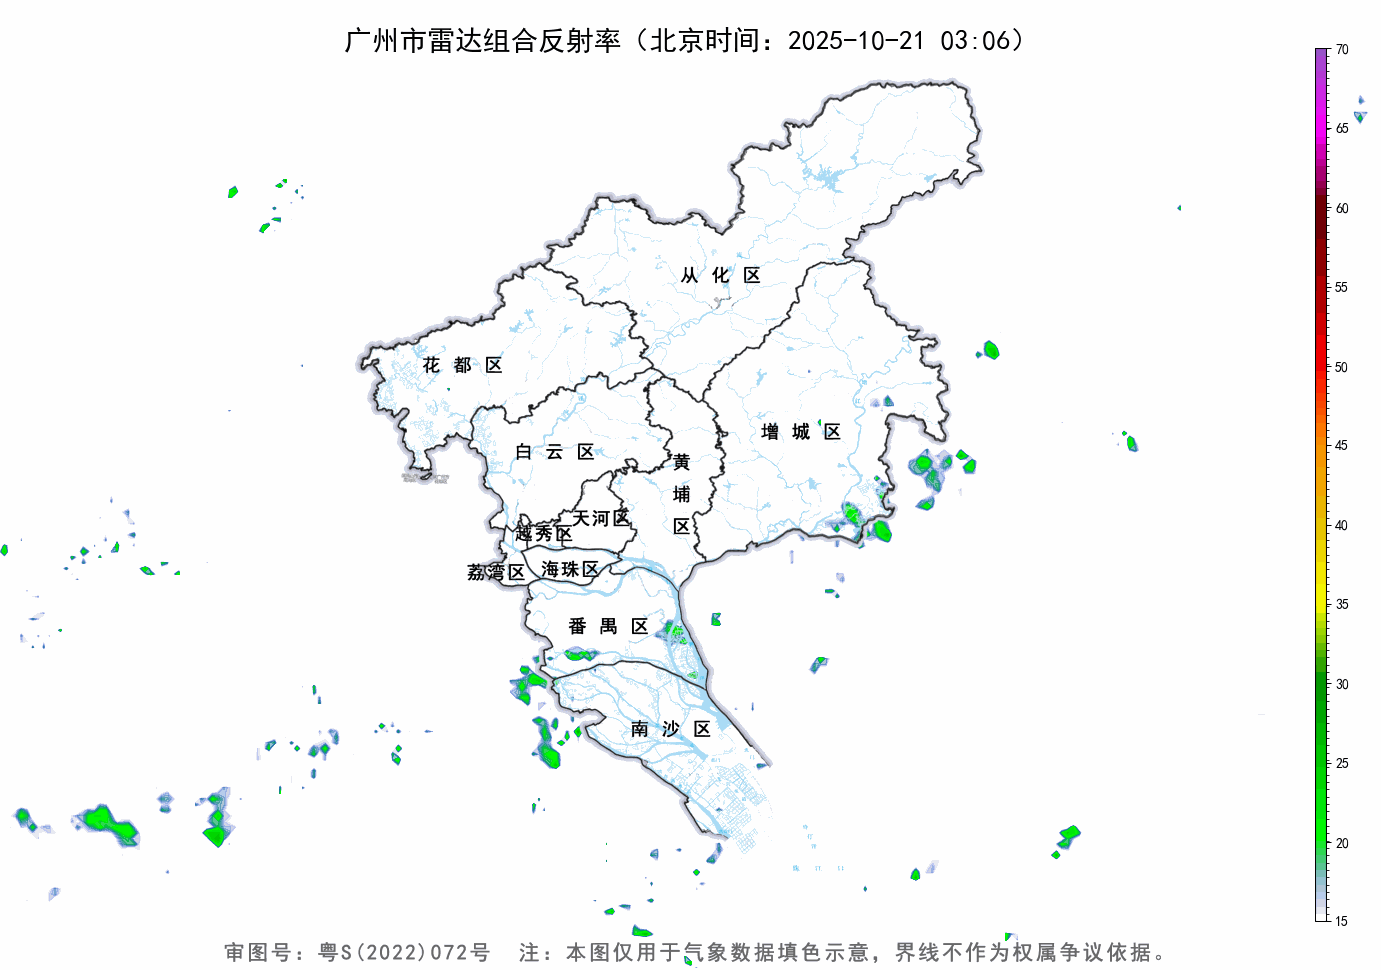 广州市雷达组合反射率（北京时间：2025-10-21 03:06）
70
65
60
55
50
45
40
35
30
25
20
15
从化区
花都区
增城区
白云区
黄埔区
天河区
越秀区
荔湾区
海珠区
番禺区
南沙区
审图号：粤S(2022)072号 注：本图仅用于气象数据填色示意，界线不作为权属争议依据。